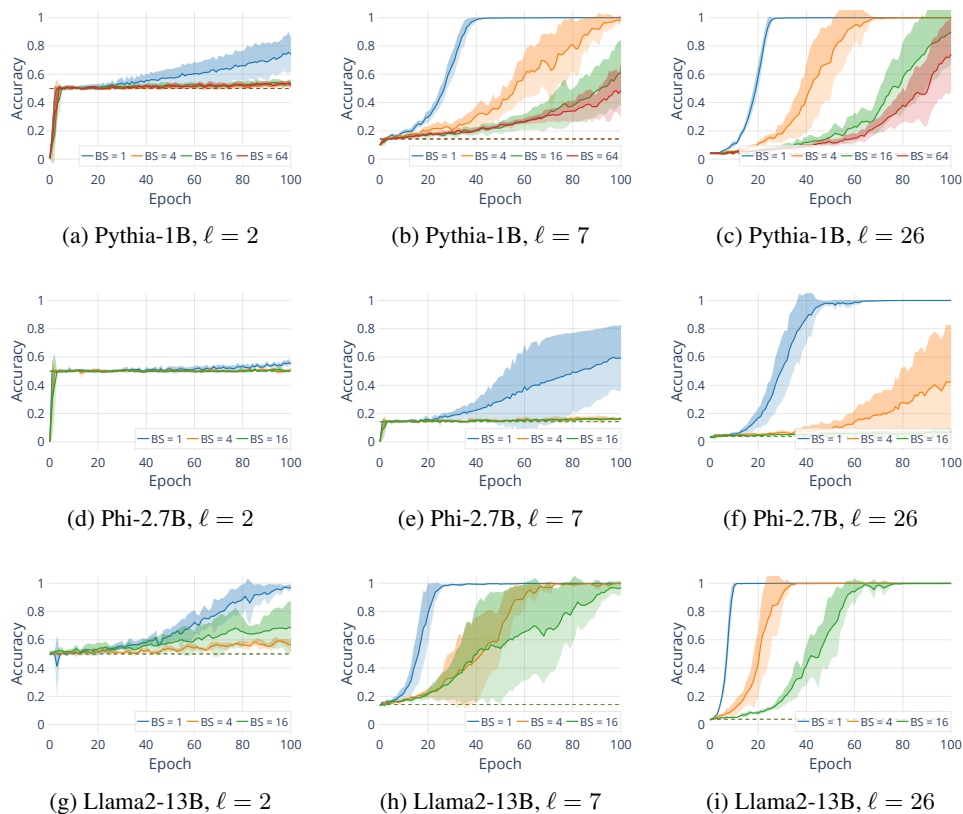 Accuracy
1
0.8
0.6
0.4
0.2
0
0 20 40 60 80 100
BS = 1 BS = 4 BS = 16 BS = 64
Epoch
(a) Pythia-1B, ℓ = 2
Accuracy
1
0.8
0.6
0.4
0.2
0
0 20 40 60 80 100
BS = 1 BS = 4 BS = 16 BS = 64
Epoch
(b) Pythia-1B, ℓ = 7
Accuracy
1
0.8
0.6
0.4
0.2
0
0 20 40 60 80 100
BS = 1 BS = 4 BS = 16 BS = 64
Epoch
(c) Pythia-1B, ℓ = 26
Accuracy
1
0.8
0.6
0.4
0.2
0
0 20 40 60 80 100
BS = 1 BS = 4 BS = 16
Epoch
(d) Phi-2.7B, ℓ = 2
Accuracy
1
0.8
0.6
0.4
0.2
0
0 20 40 60 80 100
BS = 1 BS = 4 BS = 16
Epoch
(e) Phi-2.7B, ℓ = 7
Accuracy
1
0.8
0.6
0.4
0.2
0
0 20 40 60 80 100
BS = 1 BS = 4 BS = 16
Epoch
(f) Phi-2.7B, ℓ = 26
Accuracy
1
0.8
0.6
0.4
0.2
0
0 20 40 60 80 100
BS = 1 BS = 4 BS = 16
Epoch
(g) Llama2-13B, ℓ = 2
Accuracy
1
0.8
0.6
0.4
0.2
0
0 20 40 60 80 100
BS = 1 BS = 4 BS = 16
Epoch
(h) Llama2-13B, ℓ = 7
Accuracy
1
0.8
0.6
0.4
0.2
0
0 20 40 60 80 100
BS = 1 BS = 4 BS = 16
Epoch
(i) Llama2-13B, ℓ = 26